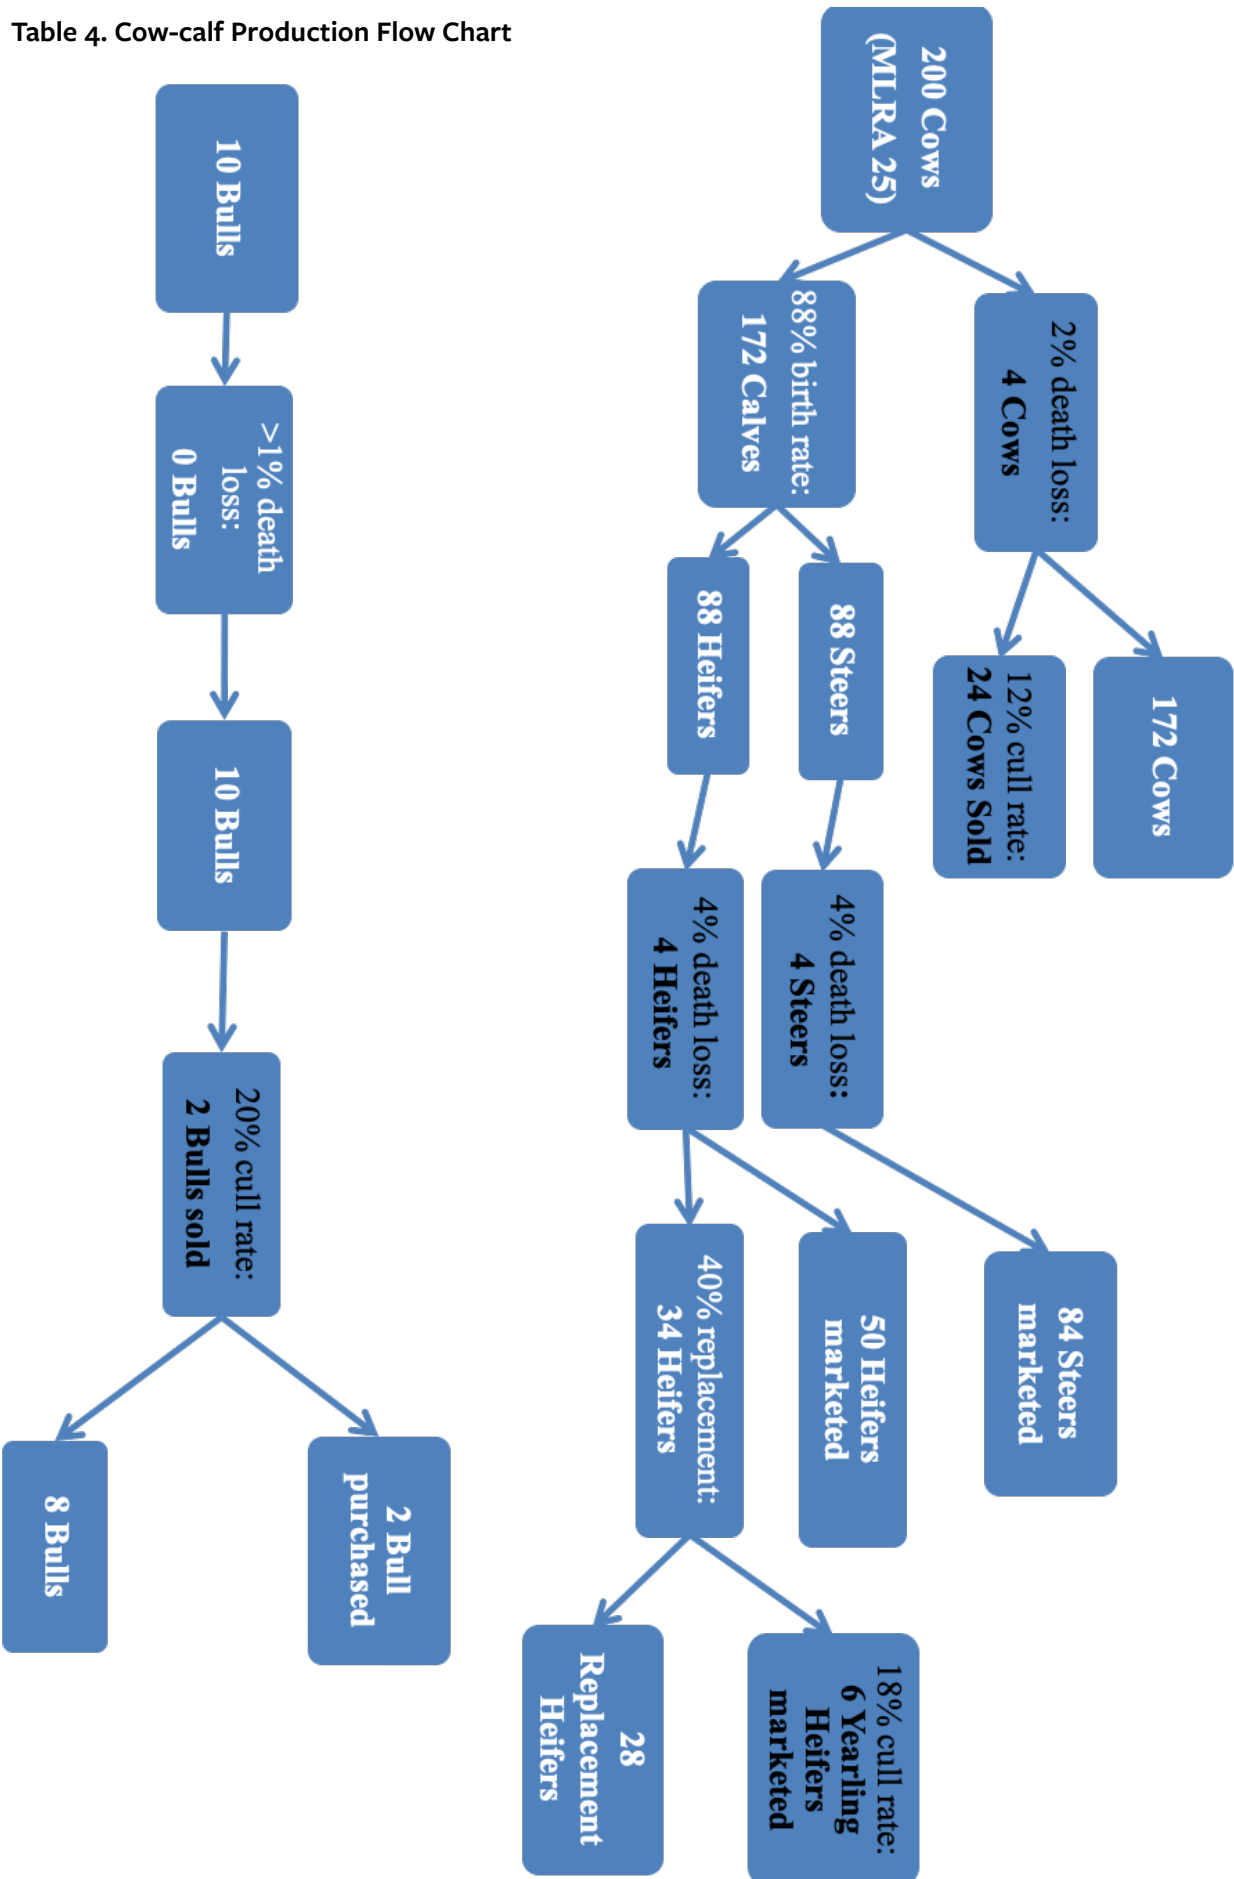 Table 4. Cow-calf Production Flow Chart
200 Cows
(MLRA 25)
2% death loss:
4 Cows
172 Cows
12% cull rate:
24 Cows Sold
88% birth rate:
172 Calves
88 Steers
4% death loss:
4 Steers
84 Steers
marketed
88 Heifers
4% death loss:
4 Heifers
50 Heifers
marketed
40% replacement:
34 Heifers
18% cull rate:
6 Yearling
Heifers
marketed
28
Replacement
Heifers
10 Bulls
>1% death
loss:
0 Bulls
10 Bulls
20% cull rate:
2 Bulls sold
2 Bull
purchased
8 Bulls